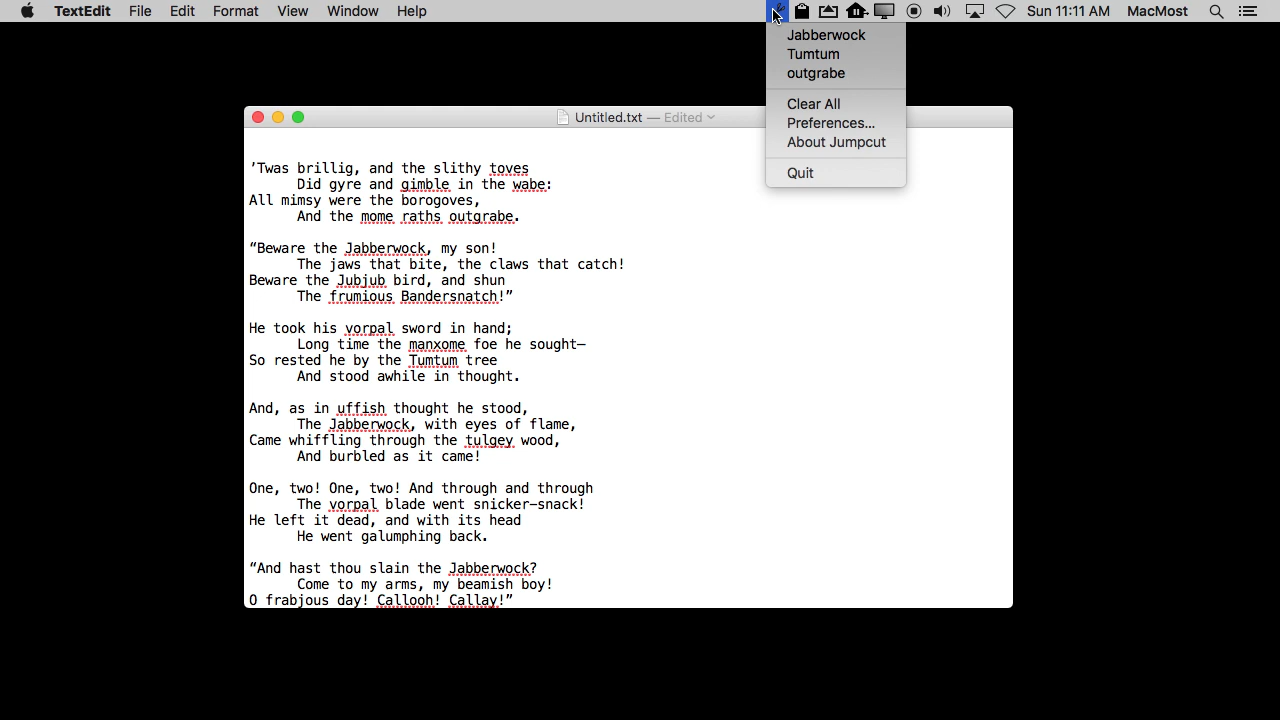 TextEdit File Edit Format View Window Help Sun 11:11 AM MacMost
Jabberwock
Tumtum
outgrabe
Clear All
Preferences...
About Jumpcut
Quit
Untitled.txt — Edited
’Twas brillig, and the slithy toves
Did gyre and gimble in the wabe:
All mimsy were the borogoves,
And the mome raths outgrabe.
“Beware the Jabberwock, my son!
The jaws that bite, the claws that catch!
Beware the Jubjub bird, and shun
The frumious Bandersnatch!”
He took his vorpal sword in hand;
Long time the manxome foe he sought—
So rested he by the Tumtum tree
And stood awhile in thought.
And, as in uffish thought he stood,
The Jabberwock, with eyes of flame,
Came whiffling through the tulgey wood,
And burbled as it came!
One, two! One, two! And through and through
The vorpal blade went snicker-snack!
He left it dead, and with its head
He went galumphing back.
“And hast thou slain the Jabberwock?
Come to my arms, my beamish boy!
O frabjous day! Callooh! Callay!”